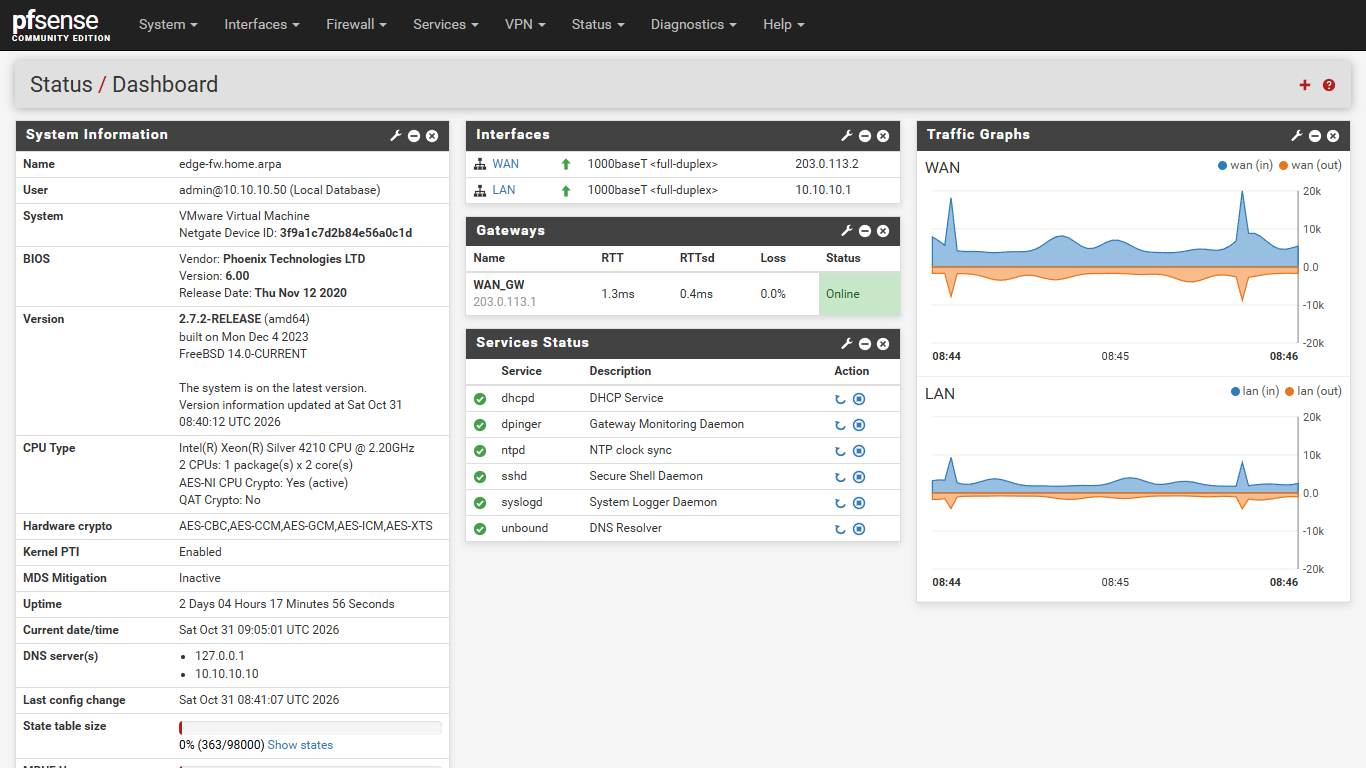 pfsense
COMMUNITY EDITION
System
Interfaces
Firewall
Services
VPN
Status
Diagnostics
Help
Status / Dashboard
System Information
Name edge-fw.home.arpa
User admin@10.10.10.50 (Local Database)
System VMware Virtual Machine
Netgate Device ID: 3f9a1c7d2b84e56a0c1d
BIOS Vendor: Phoenix Technologies LTD
Version: 6.00
Release Date: Thu Nov 12 2020
Version 2.7.2-RELEASE (amd64)
built on Mon Dec 4 2023
FreeBSD 14.0-CURRENT
The system is on the latest version.
Version information updated at Sat Oct 31
08:40:12 UTC 2026
CPU Type Intel(R) Xeon(R) Silver 4210 CPU @ 2.20GHz
2 CPUs: 1 package(s) x 2 core(s)
AES-NI CPU Crypto: Yes (active)
QAT Crypto: No
Hardware crypto AES-CBC,AES-CCM,AES-GCM,AES-ICM,AES-XTS
Kernel PTI Enabled
MDS Mitigation Inactive
Uptime 2 Days 04 Hours 17 Minutes 56 Seconds
Current date/time Sat Oct 31 09:05:01 UTC 2026
DNS server(s) • 127.0.0.1
• 10.10.10.10
Last config change Sat Oct 31 08:41:07 UTC 2026
State table size
0% (363/98000) Show states
Interfaces
WAN 1000baseT <full-duplex> 203.0.113.2
LAN 1000baseT <full-duplex> 10.10.10.1
Gateways
Name RTT RTTsd Loss Status
WAN_GW
203.0.113.1 1.3ms 0.4ms 0.0% Online
Services Status
Service Description Action
dhcpd DHCP Service
dpinger Gateway Monitoring Daemon
ntpd NTP clock sync
sshd Secure Shell Daemon
syslogd System Logger Daemon
unbound DNS Resolver
Traffic Graphs
WAN wan (in) wan (out)
20k
10k
0.0
-10k
-20k
08:44 08:45 08:46
LAN lan (in) lan (out)
20k
10k
0.0
-10k
-20k
08:44 08:45 08:46